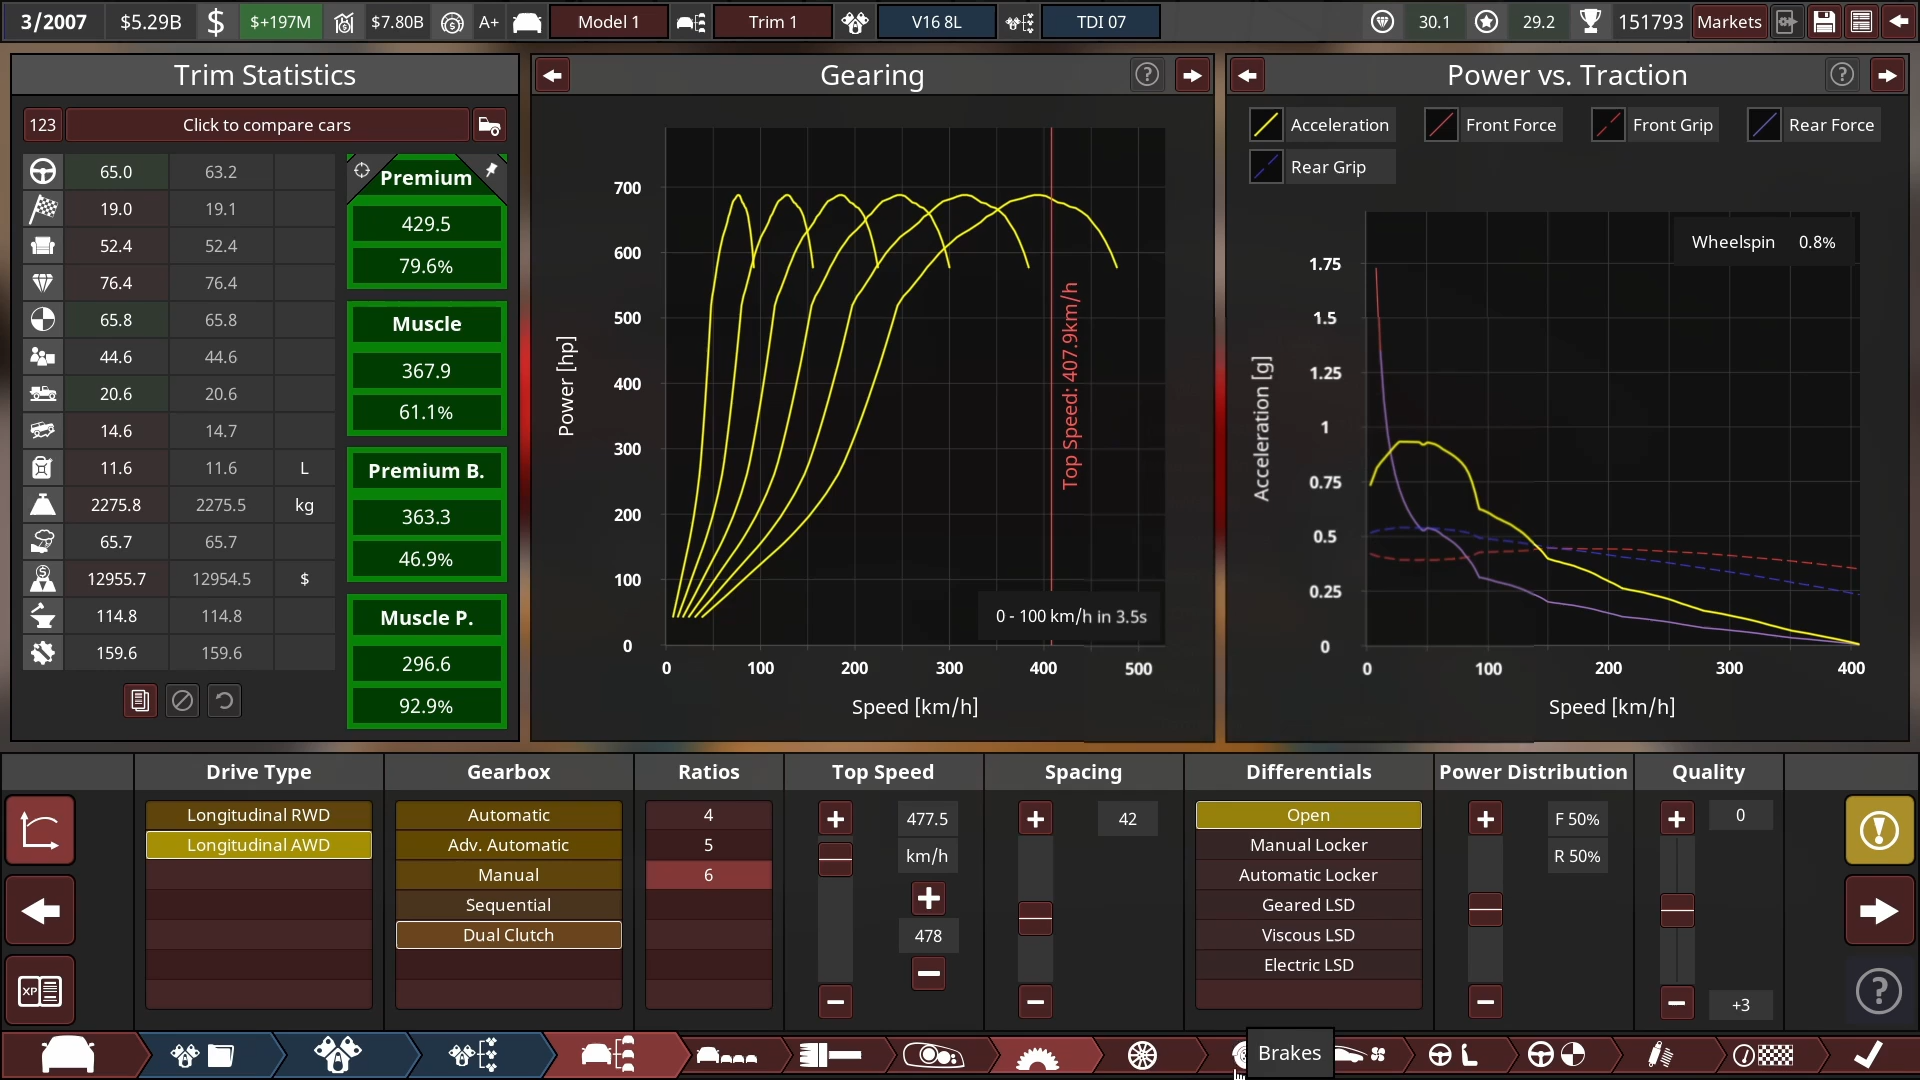 3/2007 $5.29B $+197M $7.80B A+ Model 1 Trim 1 V16 8L TDI 07 30.1 29.2 151793 Markets
Trim Statistics
123 Click to compare cars
65.0 63.2
19.0 19.1
52.4 52.4
76.4 76.4
65.8 65.8
44.6 44.6
20.6 20.6
14.6 14.7
11.6 11.6 L
2275.8 2275.5 kg
65.7 65.7
12955.7 12954.5 $
114.8 114.8
159.6 159.6
Premium
429.5
79.6%
Muscle
367.9
61.1%
Premium B.
363.3
46.9%
Muscle P.
296.6
92.9%
Gearing
?
Power [hp]
700
600
500
400
300
200
100
0
Top Speed: 407.9km/h
0 - 100 km/h in 3.5s
0 100 200 300 400 500
Speed [km/h]
Power vs. Traction
?
Acceleration Front Force Front Grip Rear Force
Rear Grip
Wheelspin 0.8%
Acceleration [g]
1.75
1.5
1.25
1
0.75
0.5
0.25
0
0 100 200 300 400
Speed [km/h]
Drive Type
Longitudinal RWD
Longitudinal AWD
Gearbox
Automatic
Adv. Automatic
Manual
Sequential
Dual Clutch
Ratios
4
5
6
Top Speed
+ 477.5
km/h
+
478
−
−
Spacing
+ 42
−
Differentials
Open
Manual Locker
Automatic Locker
Geared LSD
Viscous LSD
Electric LSD
Power Distribution
+ F 50%
R 50%
−
Quality
+ 0
− +3
XP
?
Brakes